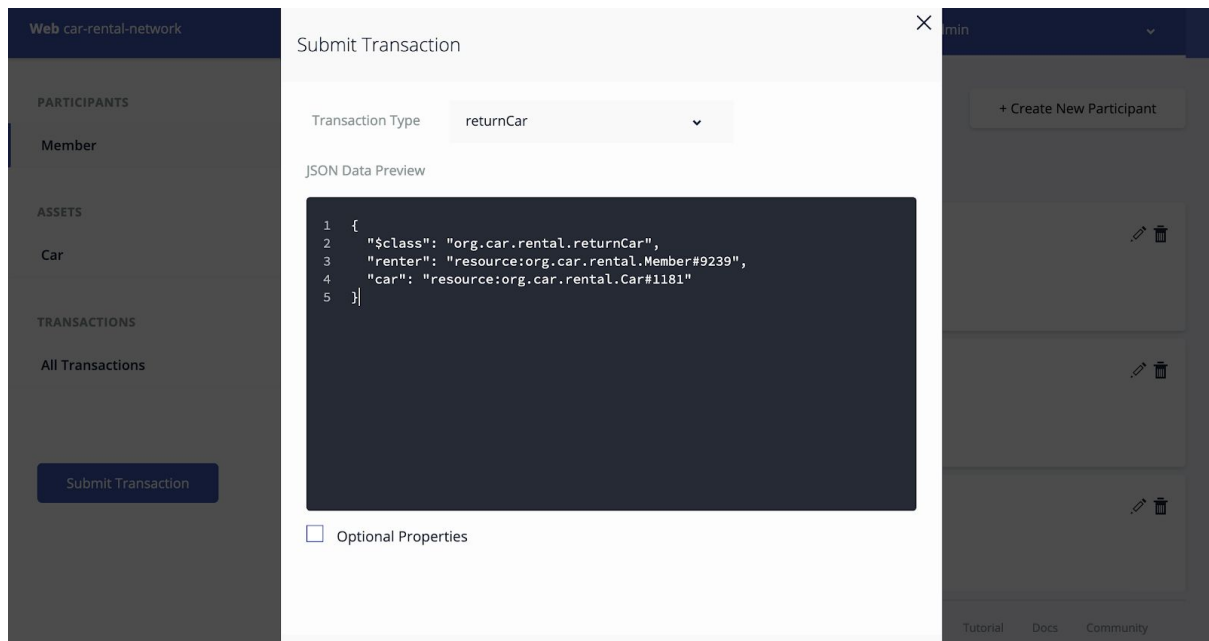 Web car-rental-network
Submit Transaction
dmin
PARTICIPANTS
Member
ASSETS
Car
TRANSACTIONS
All Transactions
Submit Transaction
Transaction Type
returnCar
JSON Data Preview
1 {
2 "$class": "org.car.rental.returnCar",
3 "renter": "resource:org.car.rental.Member#9239",
4 "car": "resource:org.car.rental.Car#1181"
5 }
Optional Properties
+ Create New Participant
Tutorial Docs Community